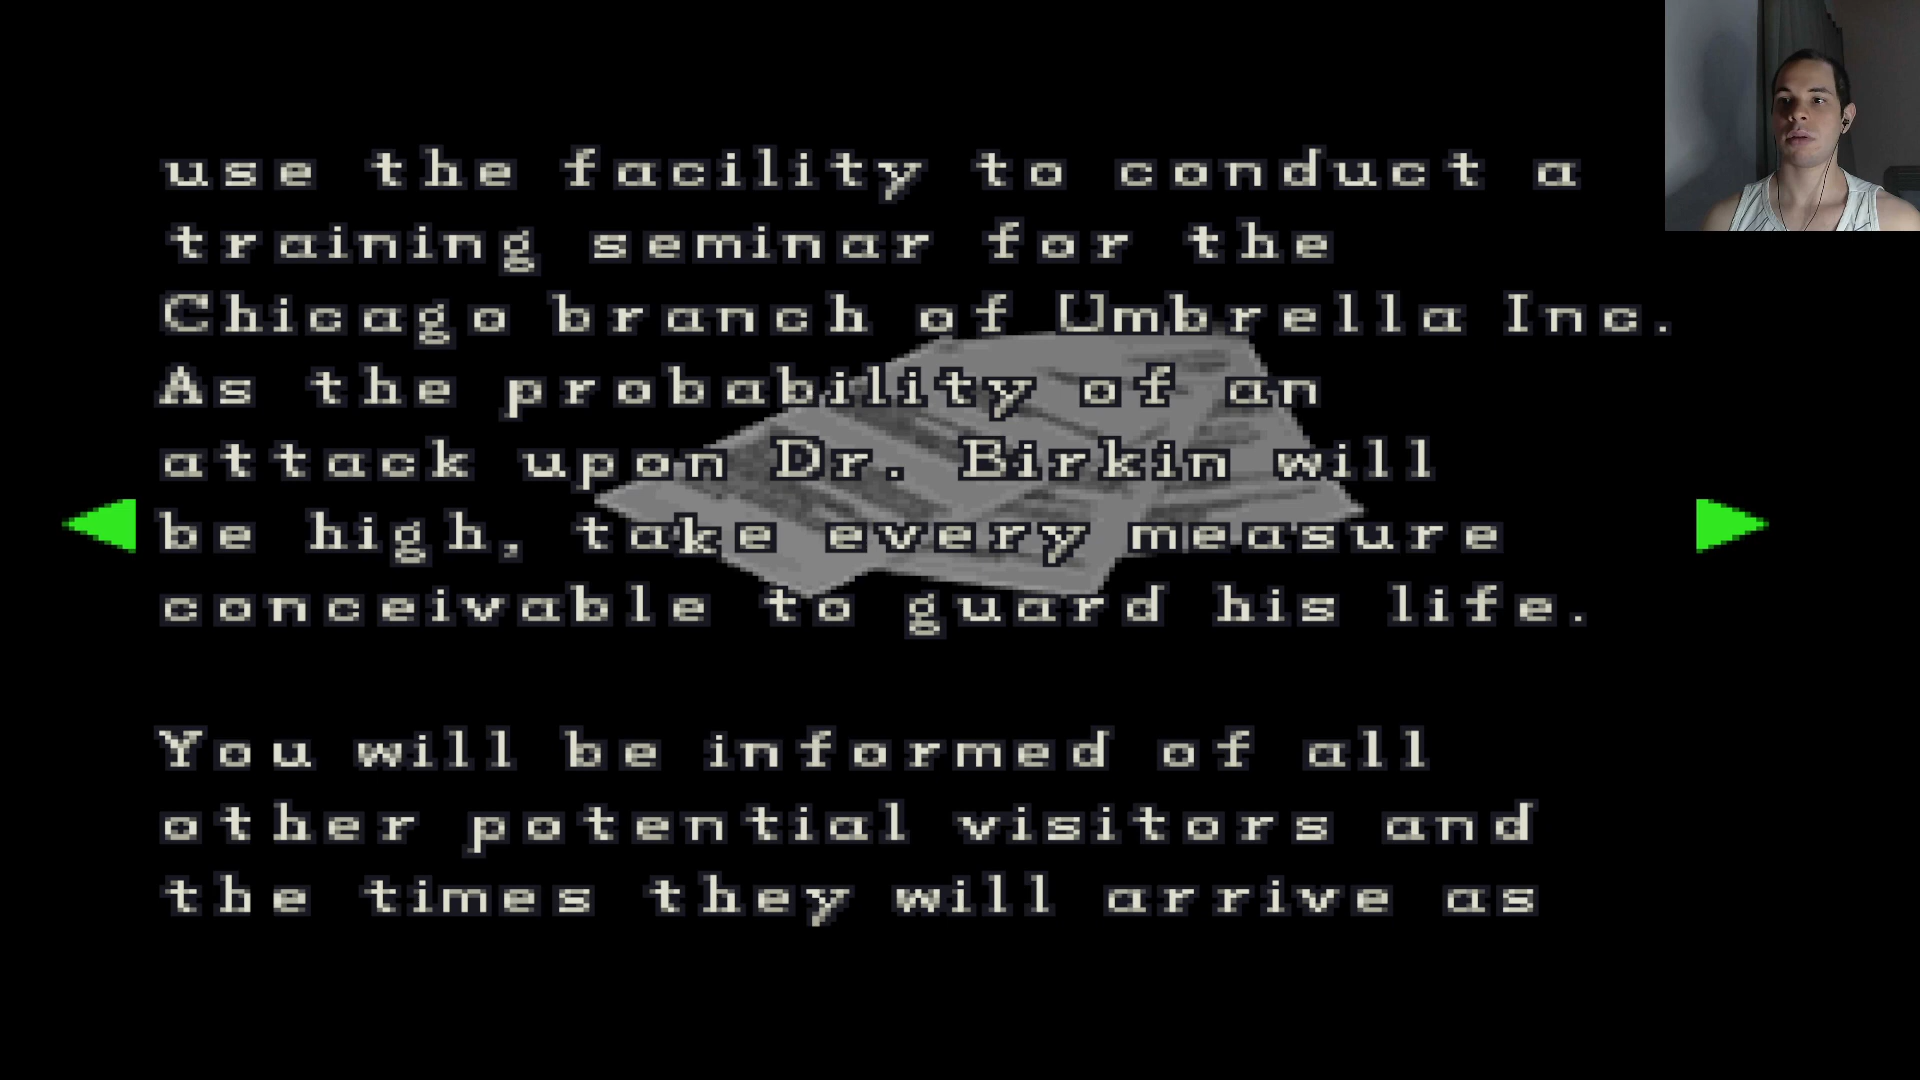 use the facility to conduct a
training seminar for the
Chicago branch of Umbrella Inc.
As the probability of an
attack upon Dr. Birkin will
be high, take every measure
conceivable to guard his life.
You will be informed of all
other potential visitors and
the times they will arrive as